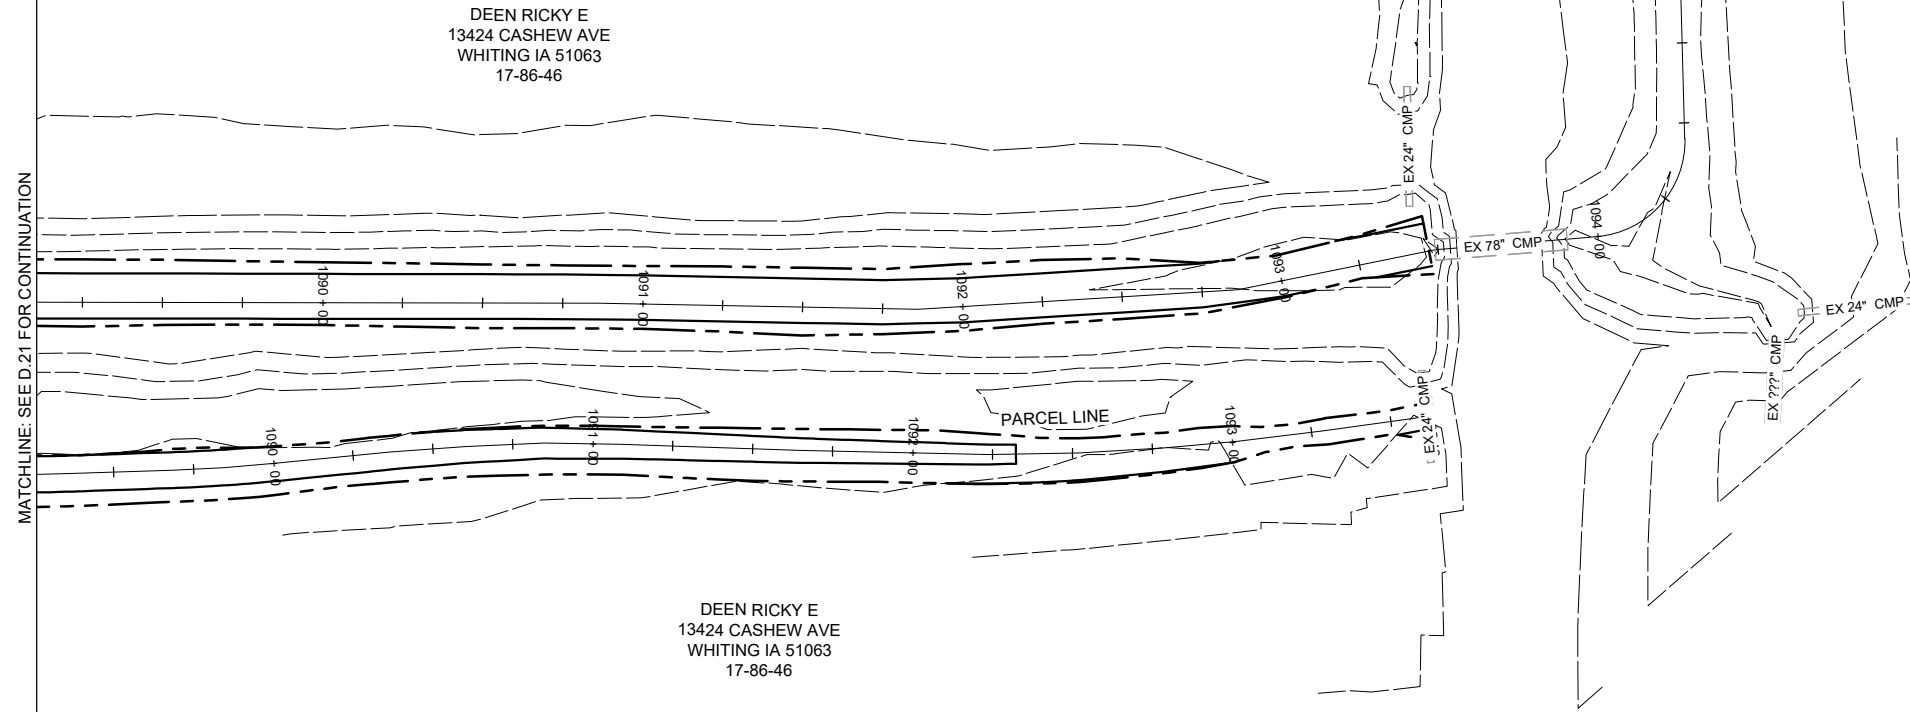 DEEN RICKY E
13424 CASHEW AVE
WHITING IA 51063
17-86-46
MATCHLINE: SEE D.21 FOR CONTINUATION
EX 24" CMP
1094 + 00
EX 78" CMP
1090 + 00
1091 + 00
1092 + 00
1093 + 00
EX 24" CMP
EX ???" CMP
EX 24" CMP
PARCEL LINE
1090 + 00
1091 + 00
1092 + 00
1093 + 00
DEEN RICKY E
13424 CASHEW AVE
WHITING IA 51063
17-86-46